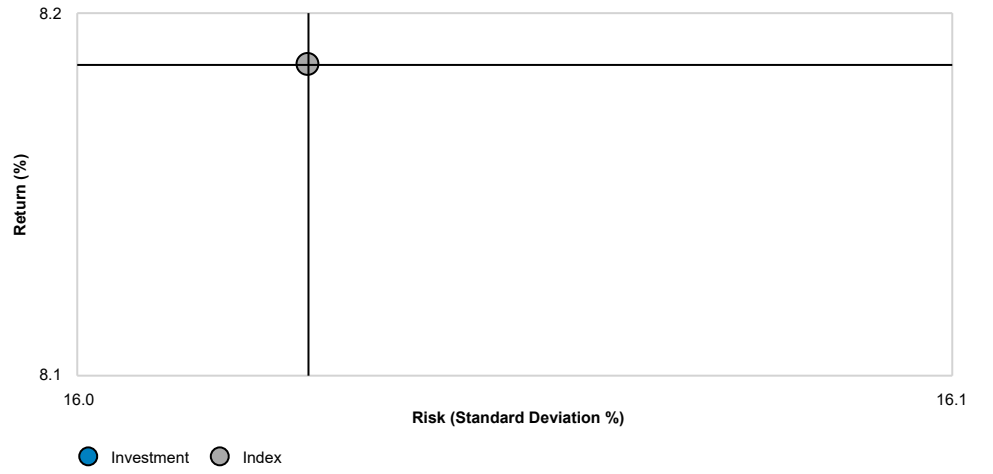 8.2
Return (%)
8.1
16.0
16.1
Risk (Standard Deviation %)
Investment
Index